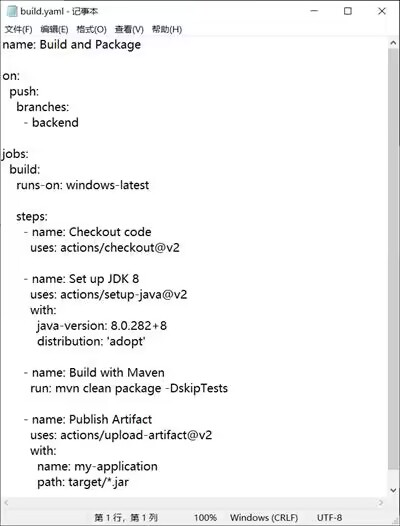 build.yaml - 记事本
文件(F) 编辑(E) 格式(O) 查看(V) 帮助(H)
name: Build and Package

on:
  push:
    branches:
      - backend

jobs:
  build:
    runs-on: windows-latest

    steps:
      - name: Checkout code
        uses: actions/checkout@v2

      - name: Set up JDK 8
        uses: actions/setup-java@v2
        with:
          java-version: 8.0.282+8
          distribution: 'adopt'

      - name: Build with Maven
        run: mvn clean package -DskipTests

      - name: Publish Artifact
        uses: actions/upload-artifact@v2
        with:
          name: my-application
          path: target/*.jar
第 1 行，第 1 列 100% Windows (CRLF) UTF-8